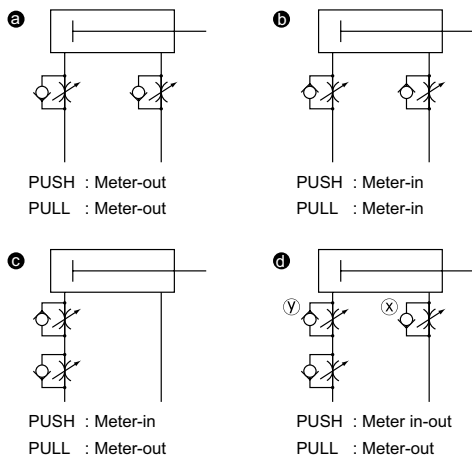 a
PUSH : Meter-out
PULL : Meter-out
b
PUSH : Meter-in
PULL : Meter-in
c
PUSH : Meter-in
PULL : Meter-out
d
y
x
PUSH : Meter in-out
PULL : Meter-out